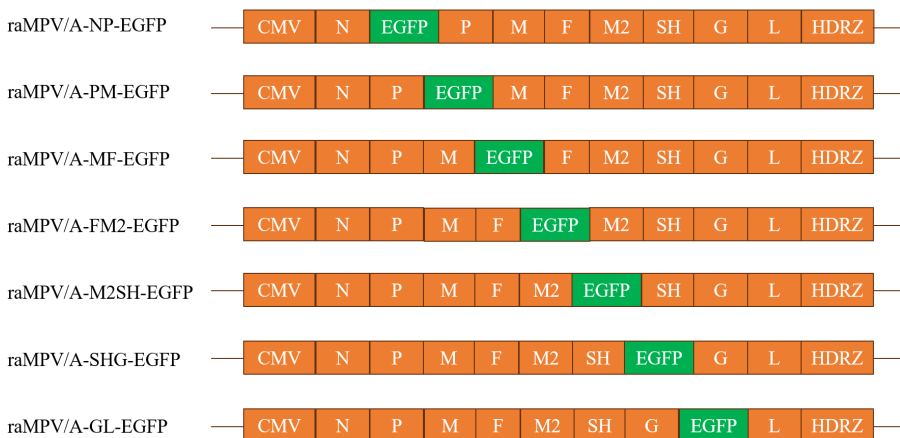 raMPV/A-NP-EGFP CMV N EGFP P M F M2 SH G L HDRZ
raMPV/A-PM-EGFP CMV N P EGFP M F M2 SH G L HDRZ
raMPV/A-MF-EGFP CMV N P M EGFP F M2 SH G L HDRZ
raMPV/A-FM2-EGFP CMV N P M F EGFP M2 SH G L HDRZ
raMPV/A-M2SH-EGFP CMV N P M F M2 EGFP SH G L HDRZ
raMPV/A-SHG-EGFP CMV N P M F M2 SH EGFP G L HDRZ
raMPV/A-GL-EGFP CMV N P M F M2 SH G EGFP L HDRZ